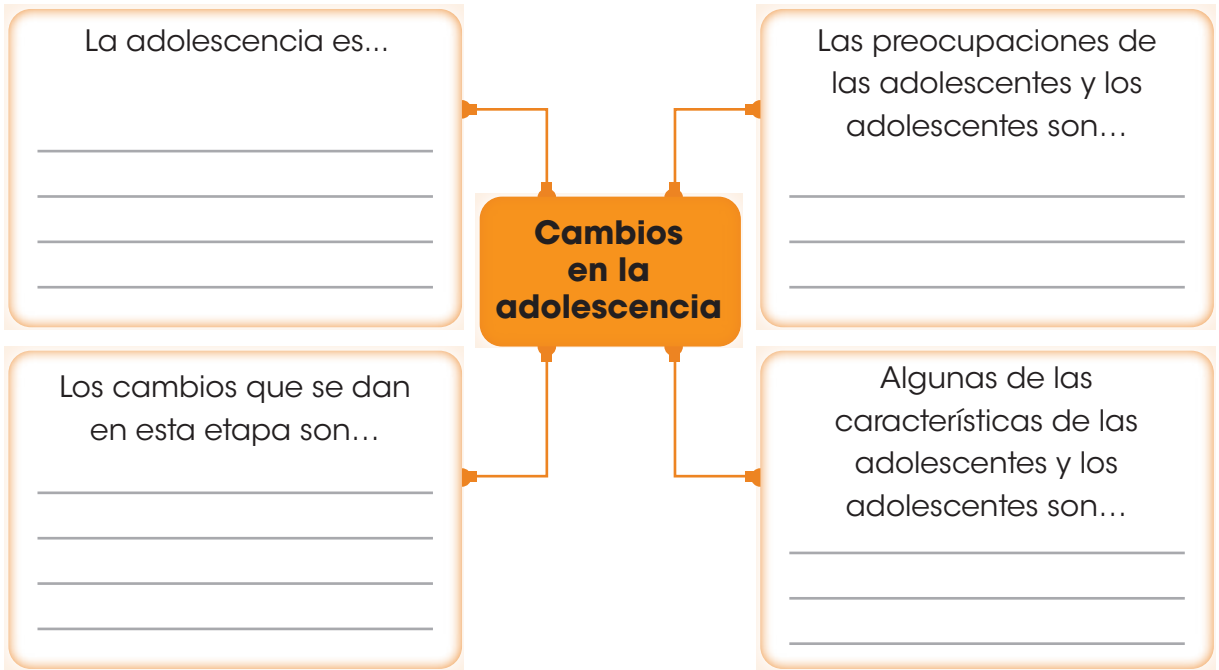 La adolescencia es...
Las preocupaciones de
las adolescentes y los
adolescentes son...
Cambios
en la
adolescencia
Los cambios que se dan
en esta etapa son...
Algunas de las
características de las
adolescentes y los
adolescentes son...